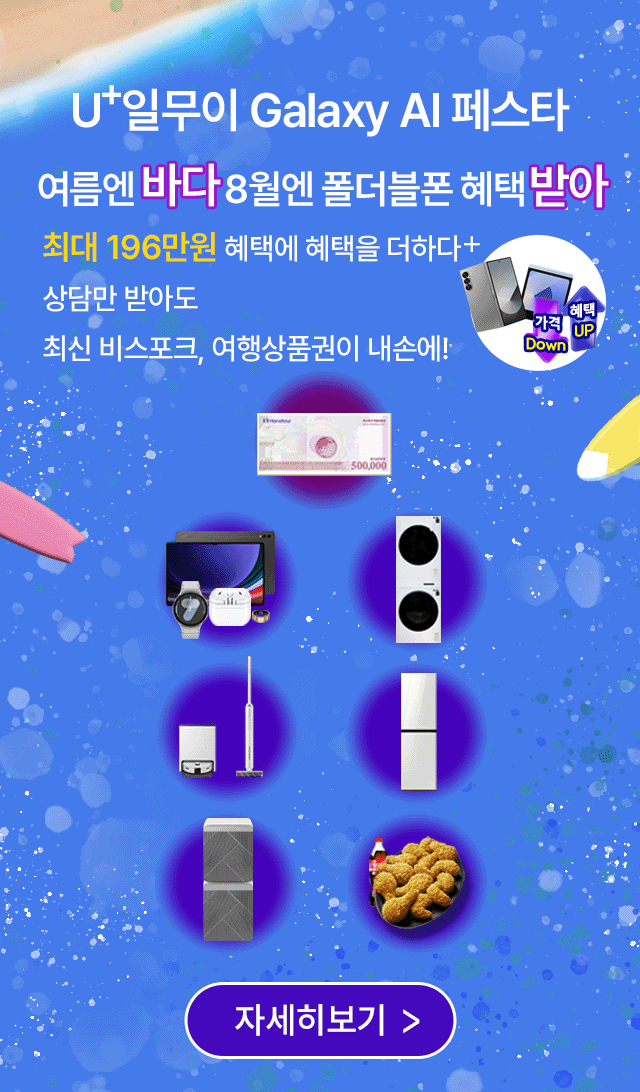 U+일무이 Galaxy AI 페스타
여름엔 바다 8월엔 폴더블폰 혜택 받아
최대 196만원 혜택에 혜택을 더하다+
상담만 받아도
최신 비스포크, 여행상품권이 내손에!
가격
Down
혜택
UP
Hanatour
500,000
자세히보기 >